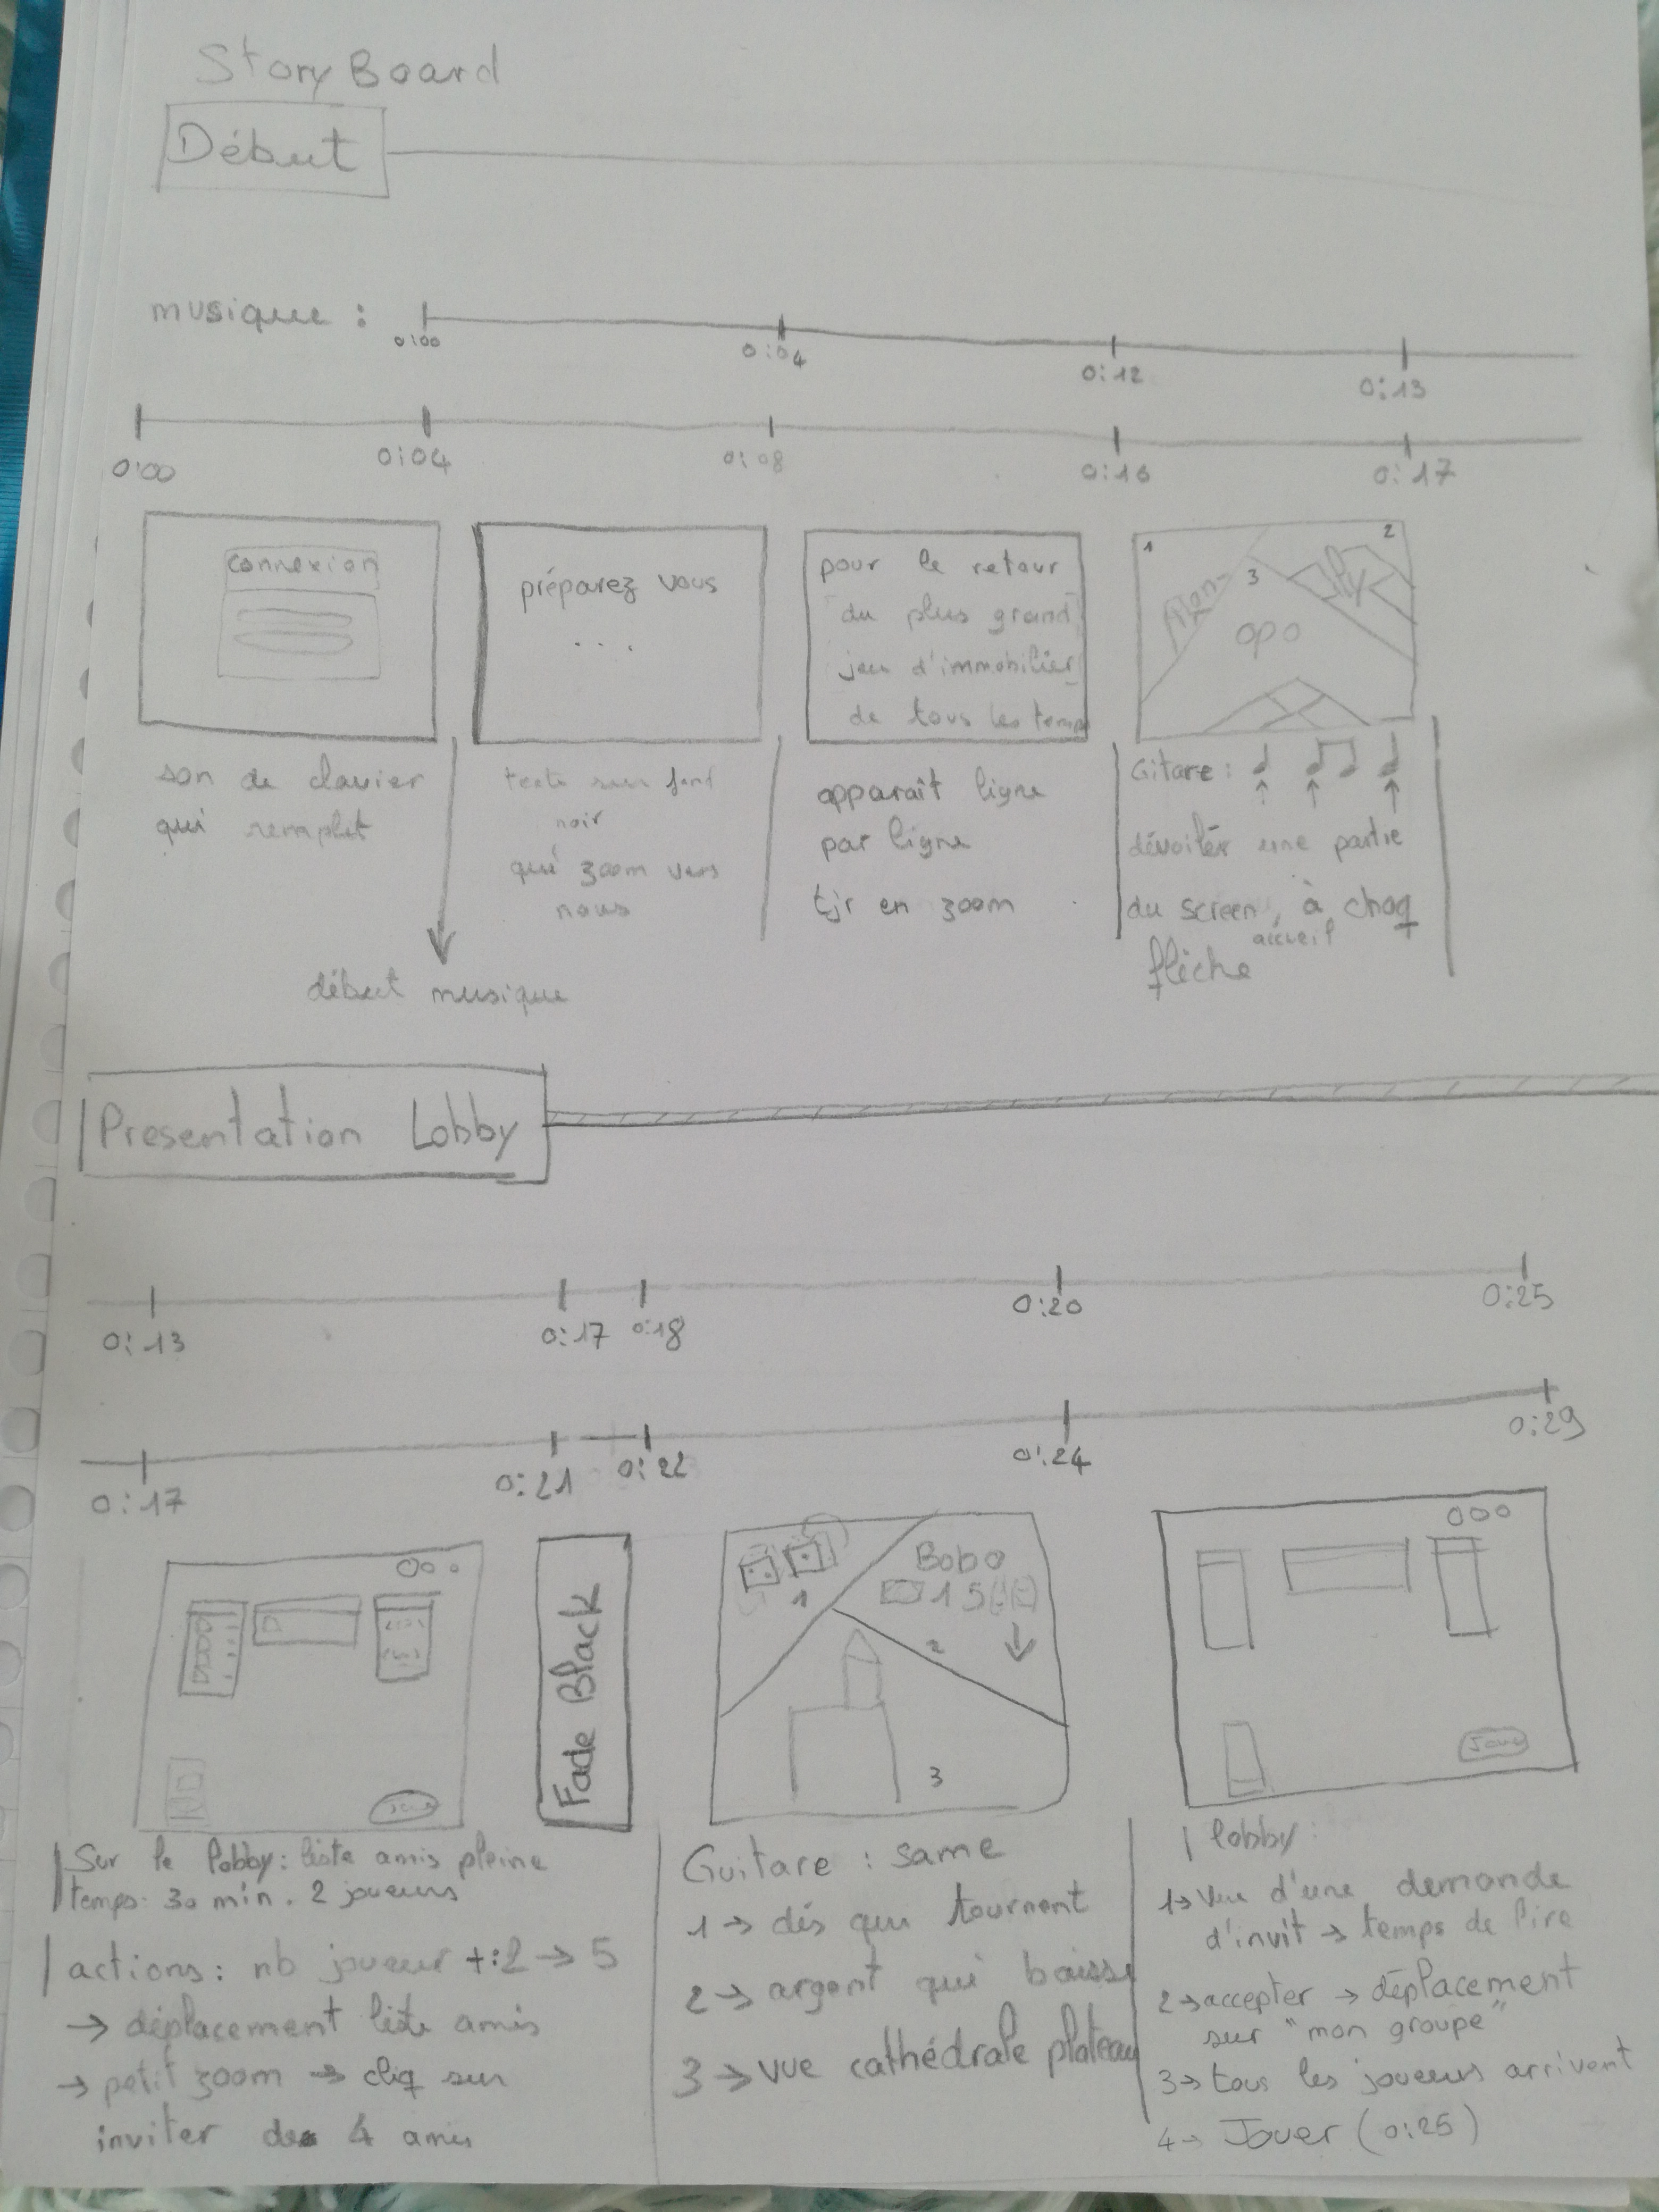 Story Board
Début
musique :
0:00 0:04 0:12 0:13
0:00 0:04 0:08 0:16 0:17
connexion
préparez vous
...
pour le retour
du plus grand
jeu d'immobilier
de tous les temps
1 2
3
Mon-
opo
ly
son de clavier
qui remplit
texte sur fond
noir
qui zoom vers
nous
apparaît ligne
par ligne
tjr en zoom
Gitare :
dévoiler une partie
du screen, à chaq
accueil
flèche
début musique
Presentation Lobby
0:13 0:17 0:18 0:20 0:25
0:17 0:21 0:22 0:24 0:29
Jouer
Fade Black
1
Bobo
15
2
3
Jouer
Sur le lobby: liste amis pleine
temps: 30 min. 2 joueurs
actions: nb joueur +:2 → 5
→ déplacement liste amis
→ petit zoom → cliq sur
inviter de 4 amis
Guitare : same
1 → dés qui tournent
2 → argent qui baisse
3 → vue cathédrale plateau
lobby:
1 → Vue d'une demande
d'invit → temps de lire
2 → accepter → déplacement
sur "mon groupe"
3 → tous les joueurs arrivent
4 → Jouer (0:25)